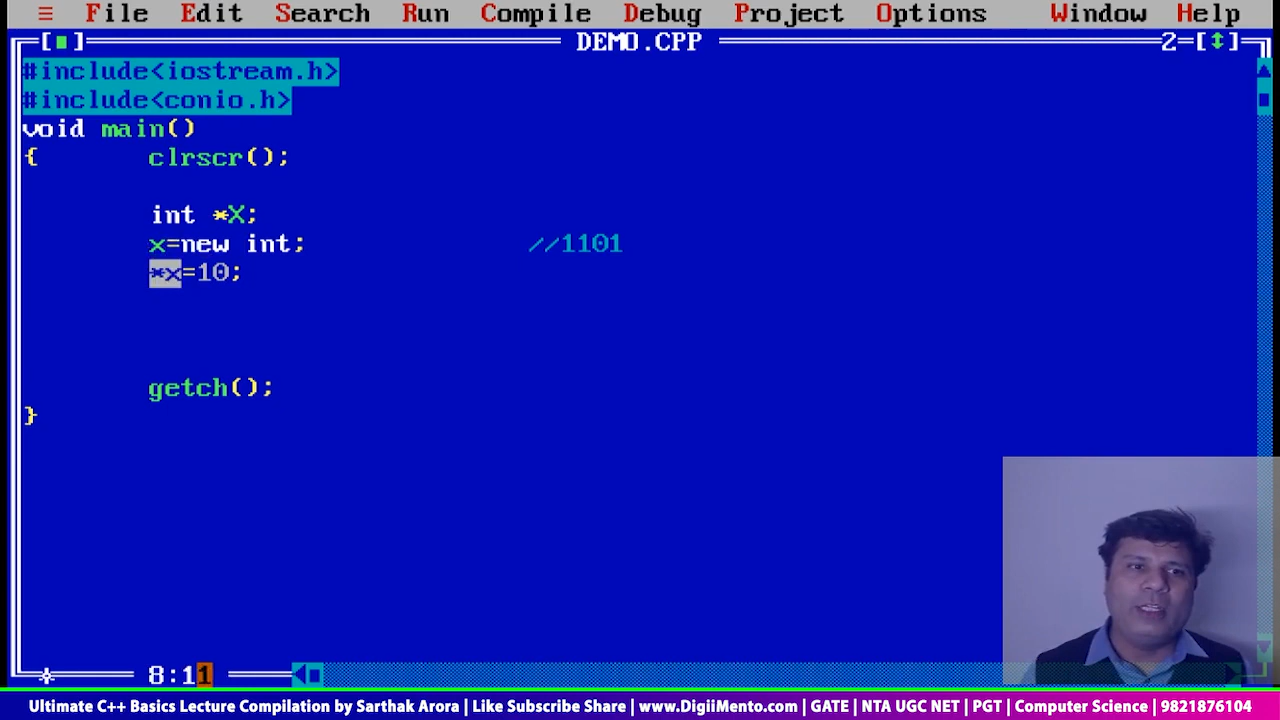 ≡ File Edit Search Run Compile Debug Project Options Window Help
[■] DEMO.CPP 2=[↕]
#include<iostream.h>
#include<conio.h>
void main()
{ clrscr();
int *X;
x=new int; //1101
*x=10;
getch();
}
8:11
Ultimate C++ Basics Lecture Compilation by Sarthak Arora | Like Subscribe Share | www.DigiiMento.com | GATE | NTA UGC NET | PGT | Computer Science | 9821876104